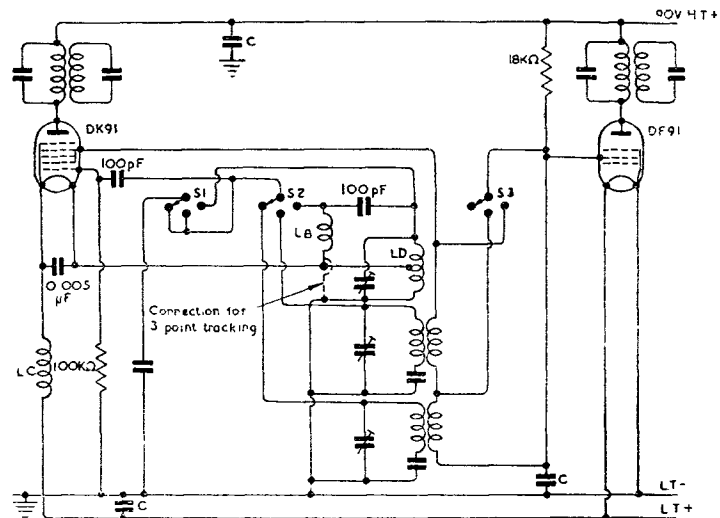 90V HT+
C
18KΩ
DK91
DF91
100pF
S1
S2
100pF
S3
LB
LD
0.005
μF
Connection for
3 point tracking
LC
100KΩ
C
C
LT-
LT+